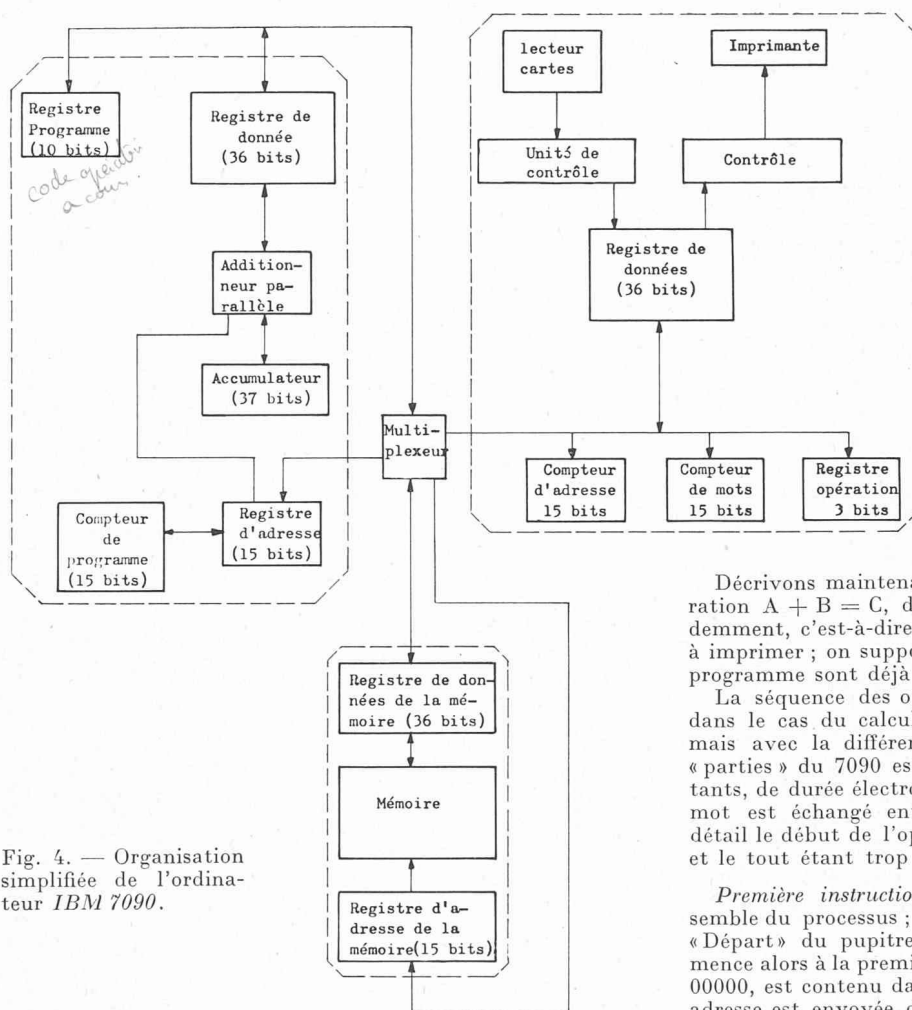 Registre
Programme
(10 bits)
code opération
a cours.
Registre de
donnée
(36 bits)
Addition-
neur pa-
rallèle
Accumulateur
(37 bits)
Compteur
de
programme
(15 bits)
Registre
d'adresse
(15 bits)
Multi-
plexeur
lecteur
cartes
Imprimante
Unité de
contrôle
Contrôle
Registre de
données
(36 bits)
Compteur
d'adresse
15 bits
Compteur
de mots
15 bits
Registre
opération
3 bits
Registre de don-
nées de la mé-
moire (36 bits)
Mémoire
Registre d'a-
dresse de la
mémoire(15 bits)
Fig. 4. — Organisation
simplifiée de l'ordina-
teur IBM 7090.
Décrivons maintena
ration A + B = C, d
demment, c'est-à-dire
à imprimer ; on suppo
programme sont déjà
La séquence des o
dans le cas du calcu
mais avec la différe
« parties » du 7090 es
tants, de durée électr
mot est échangé en
détail le début de l'o
et le tout étant trop
Première instructio
semble du processus ;
« Départ » du pupitre
mence alors à la premi
00000, est contenu da
adresse est envoyée